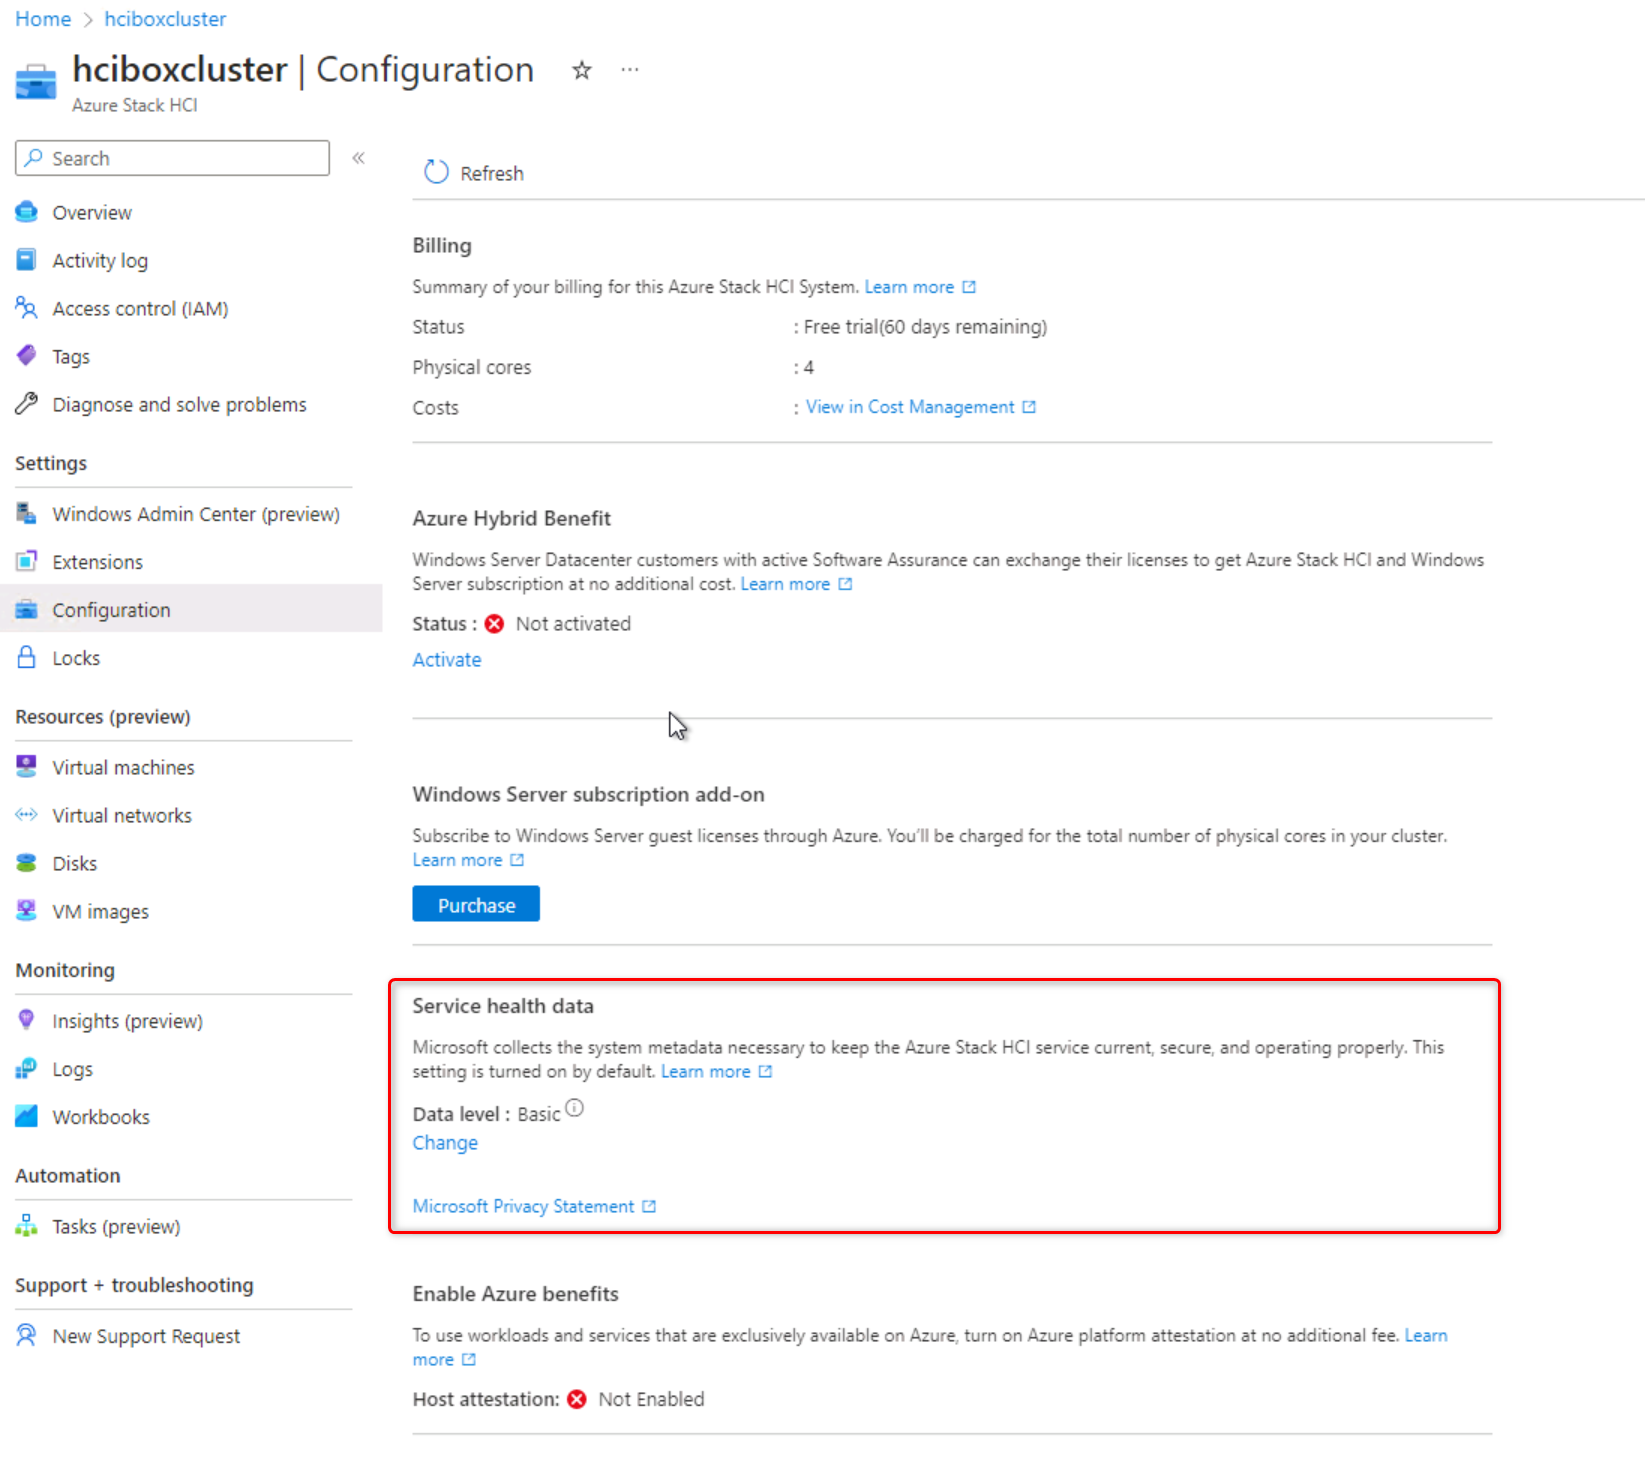 Home > hciboxcluster
hciboxcluster | Configuration
Azure Stack HCI
Search
Overview
Activity log
Access control (IAM)
Tags
Diagnose and solve problems
Settings
Windows Admin Center (preview)
Extensions
Configuration
Locks
Resources (preview)
Virtual machines
Virtual networks
Disks
VM images
Monitoring
Insights (preview)
Logs
Workbooks
Automation
Tasks (preview)
Support + troubleshooting
New Support Request
Refresh
Billing
Summary of your billing for this Azure Stack HCI System. Learn more
Status : Free trial(60 days remaining)
Physical cores : 4
Costs : View in Cost Management
Azure Hybrid Benefit
Windows Server Datacenter customers with active Software Assurance can exchange their licenses to get Azure Stack HCI and Windows
Server subscription at no additional cost. Learn more
Status : Not activated
Activate
Windows Server subscription add-on
Subscribe to Windows Server guest licenses through Azure. You'll be charged for the total number of physical cores in your cluster.
Learn more
Purchase
Service health data
Microsoft collects the system metadata necessary to keep the Azure Stack HCI service current, secure, and operating properly. This
setting is turned on by default. Learn more
Data level : Basic
Change
Microsoft Privacy Statement
Enable Azure benefits
To use workloads and services that are exclusively available on Azure, turn on Azure platform attestation at no additional fee. Learn
more
Host attestation: Not Enabled